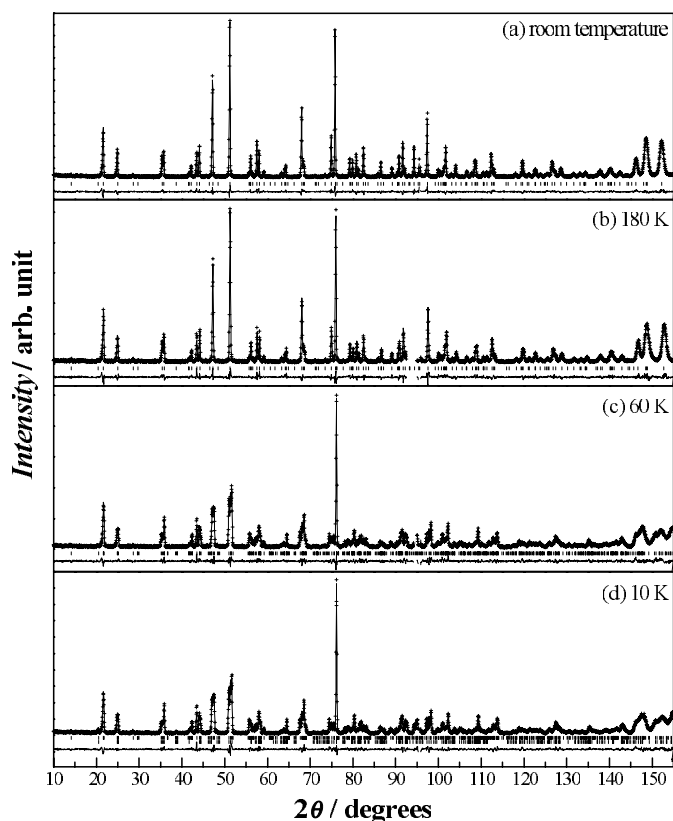 (a) room temperature
(b) 180 K
(c) 60 K
(d) 10 K
Intensity / arb. unit
10 20 30 40 50 60 70 80 90 100 110 120 130 140 150
2θ / degrees